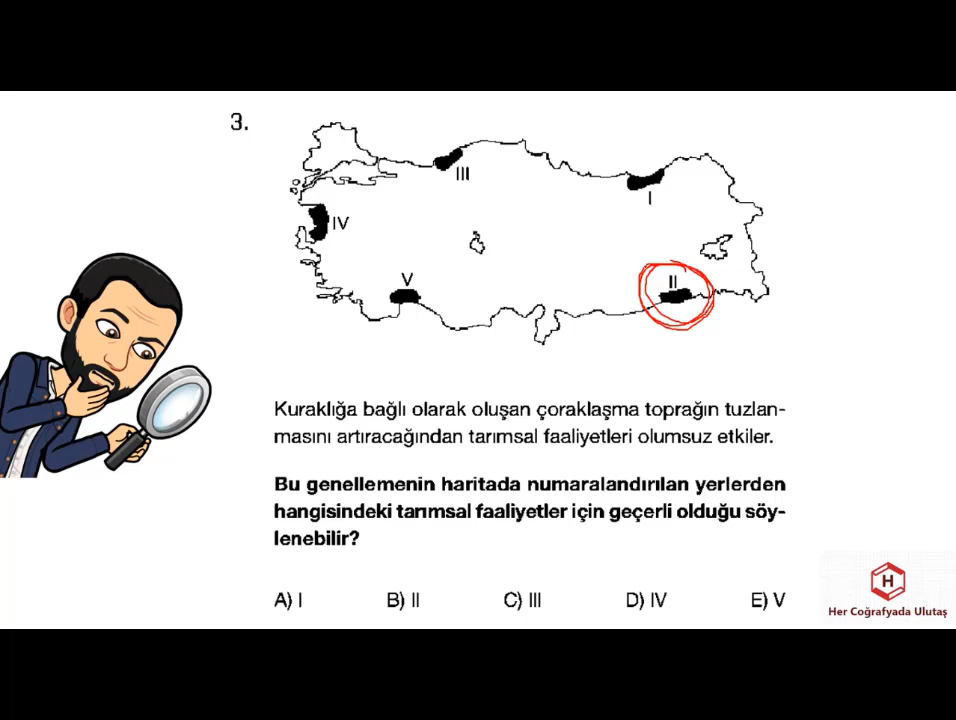 3.
III
I
IV
V
II
Kuraklığa bağlı olarak oluşan çoraklaşma toprağın tuzlan-
masını artıracağından tarımsal faaliyetleri olumsuz etkiler.
Bu genellemenin haritada numaralandırılan yerlerden
hangisindeki tarımsal faaliyetler için geçerli olduğu söy-
lenebilir?
A) I B) II C) III D) IV E) V
H
Her Coğrafyada Ulutaş